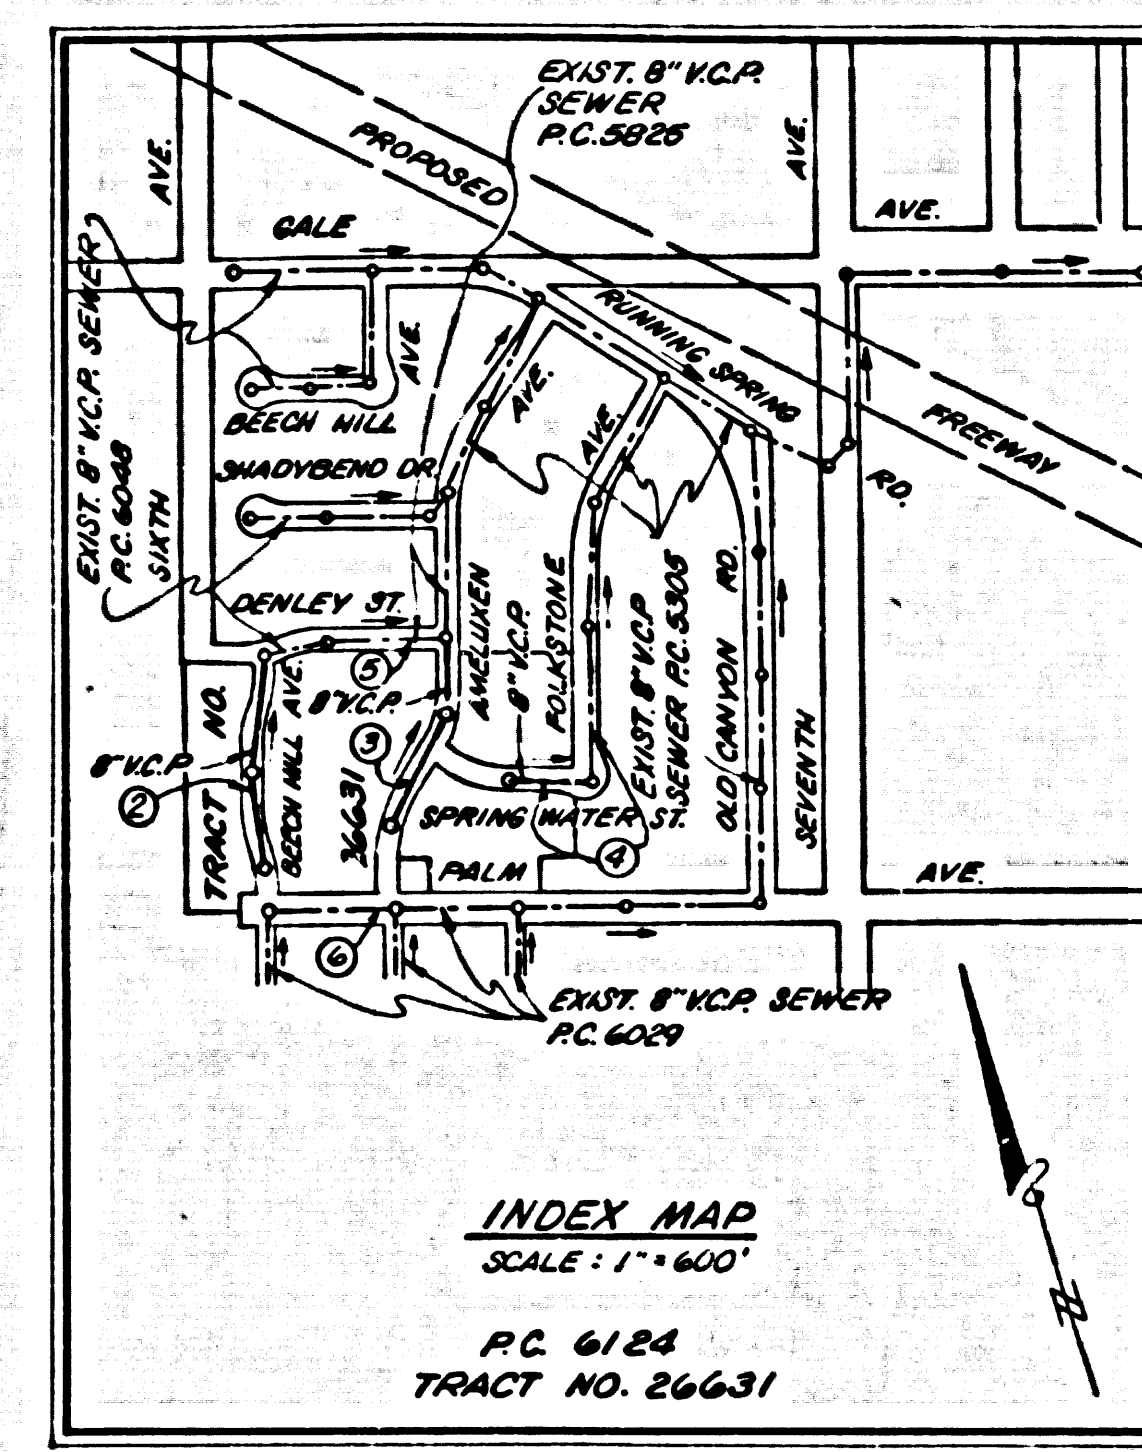 EXIST. 8" V.C.P.
SEWER
P.C. 5825
PROPOSED
AVE.
AVE.
AVE.
GALE
EXIST. 8" V.C.P. SEWER
P.C. 6048
SIXTH
AVE.
RUNNING SPRING
RD.
FREEWAY
BEECH HILL
AVE.
AVE.
SHADYBEND DR.
DENLEY ST.
AMELUXEN
8" V.C.P.
FOLKSTONE
EXIST. 8" V.C.P.
SEWER P.C. 5305
OLD CANYON RD.
SEVENTH
5
8" V.C.P.
3
8" V.C.P.
2
TRACT NO.
BEECH HILL AVE.
26631
SPRING WATER ST.
4
PALM
AVE.
6
EXIST. 8" V.C.P. SEWER
P.C. 6029
INDEX MAP
SCALE : 1" = 600'
P.C. 6124
TRACT NO. 26631
N